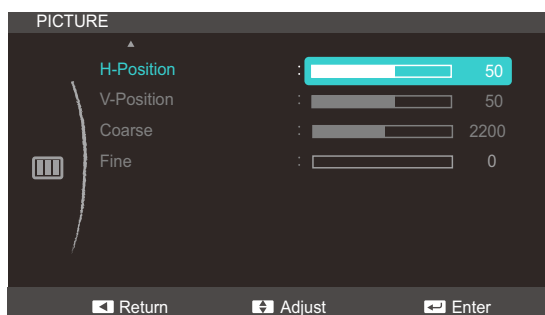 PICTURE
H-Position : 50
V-Position : 50
Coarse : 2200
Fine : 0
Return Adjust Enter